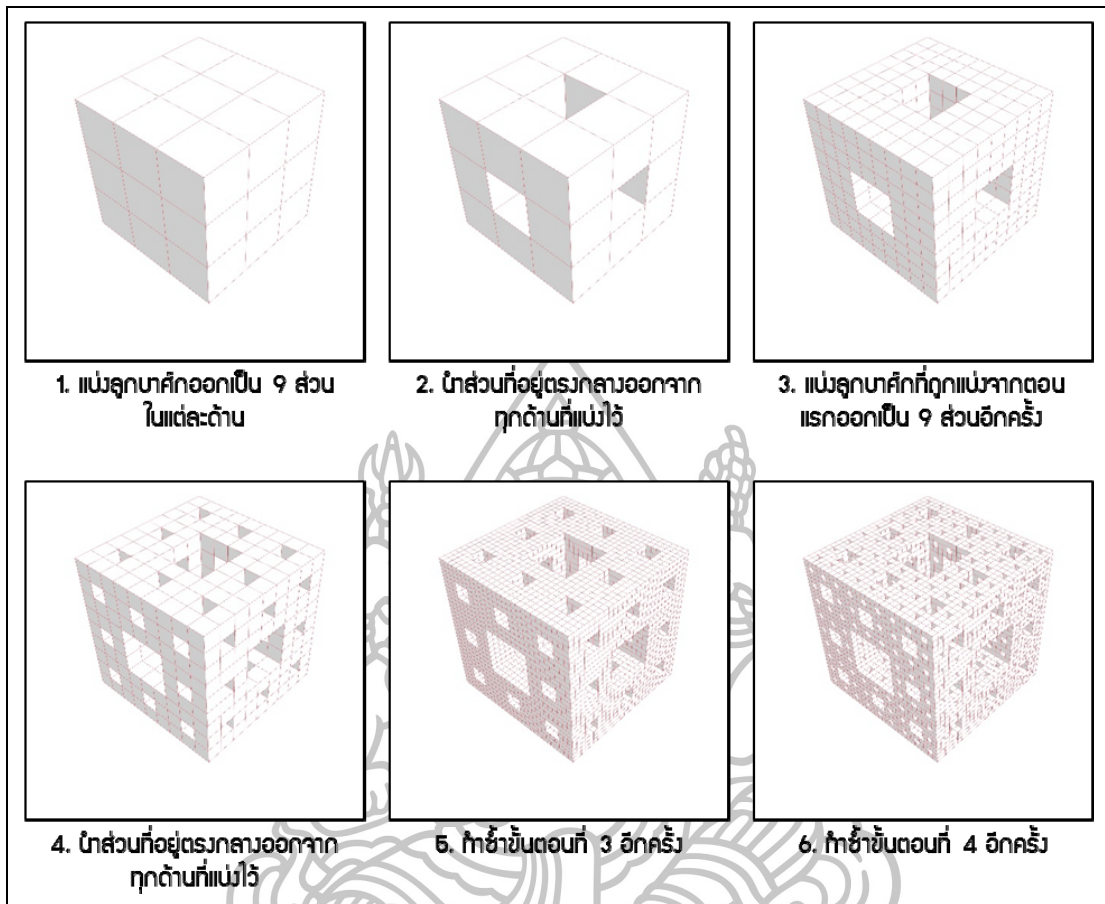 1. แบ่งลูกบาศ์กออกเป็น 9 ส่วน
ในแต่ละด้าน
2. นำส่วนที่อยู่ตรงกลางออกจาก
ทุกด้านที่แบ่งไว้
3. แบ่งลูกบาศ์กที่ถูกแบ่งจากตอน
แรกออกเป็น 9 ส่วนอีกครั้ง
4. นำส่วนที่อยู่ตรงกลางออกจาก
ทุกด้านที่แบ่งไว้
5. ทำซ้ำขั้นตอนที่ 3 อีกครั้ง
6. ทำซ้ำขั้นตอนที่ 4 อีกครั้ง